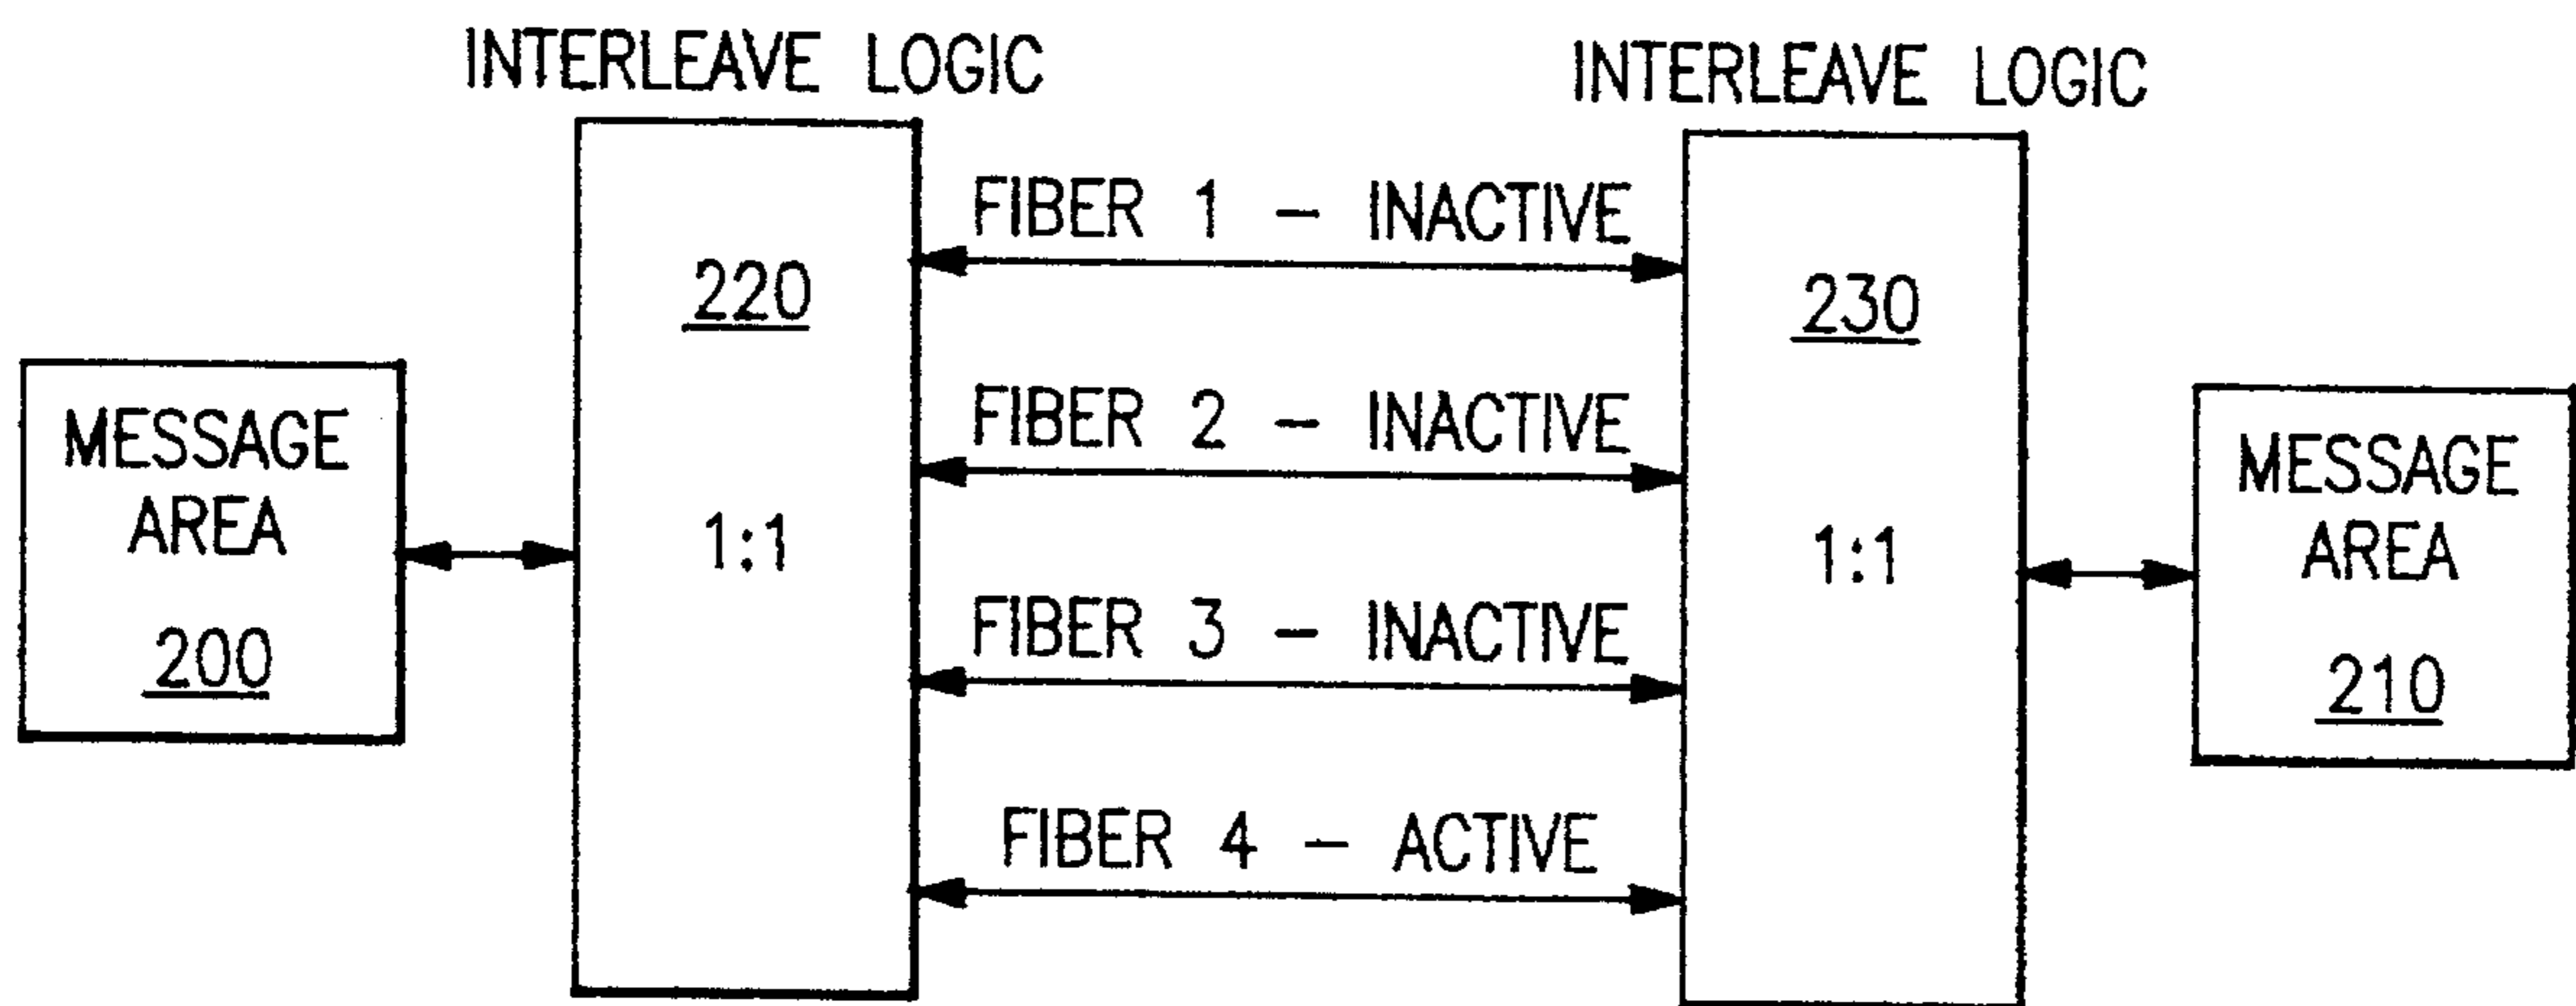 INTERLEAVE LOGIC
INTERLEAVE LOGIC
FIBER 1 – INACTIVE
220
230
FIBER 2 – INACTIVE
MESSAGE
AREA
200
1:1
1:1
MESSAGE
AREA
210
FIBER 3 – INACTIVE
FIBER 4 – ACTIVE